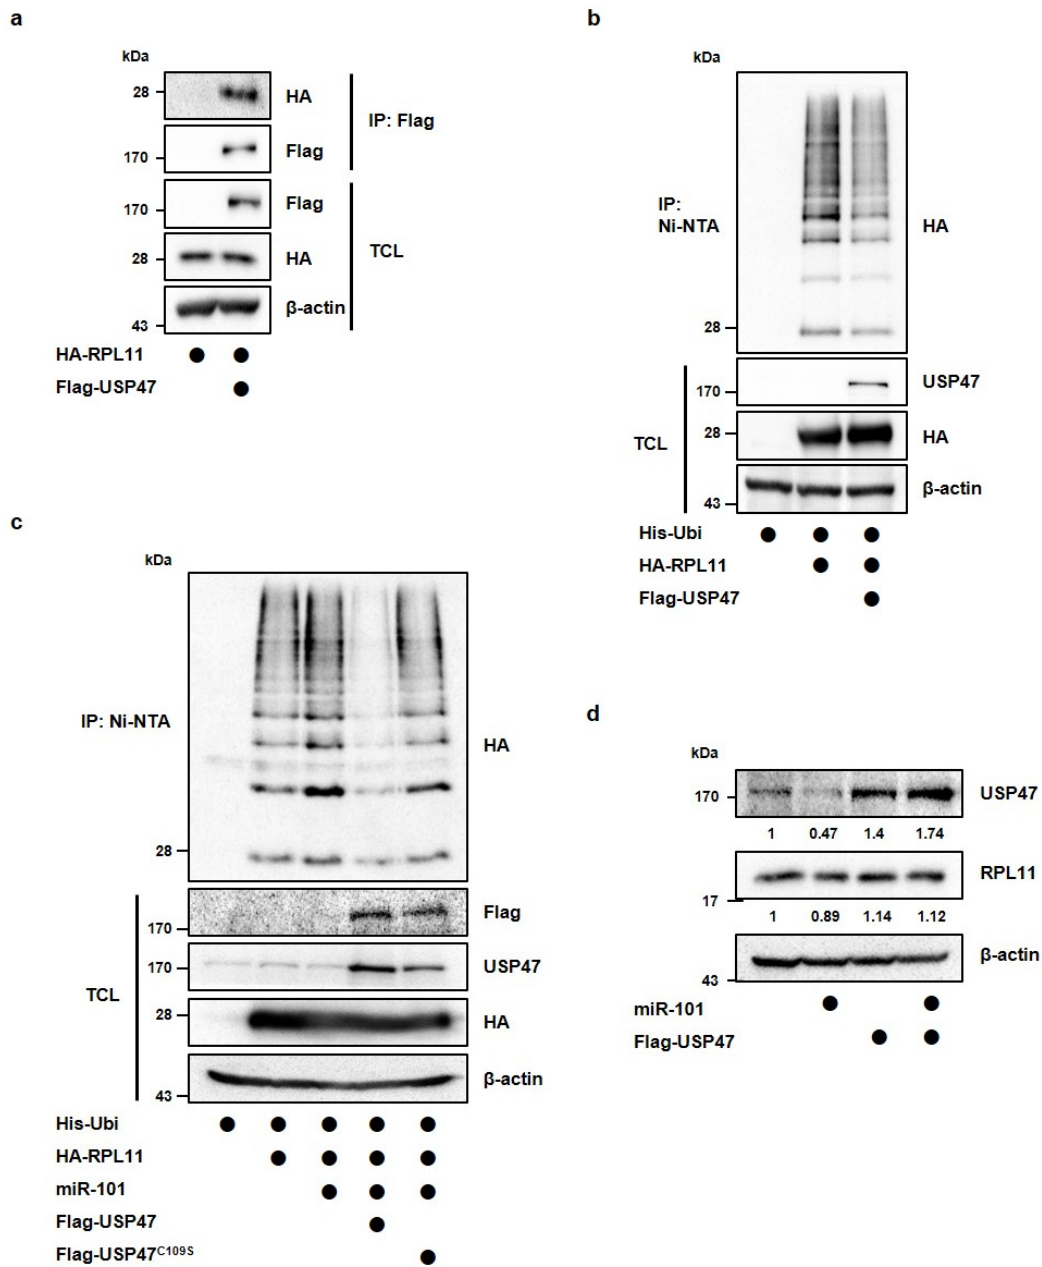 a
kDa
28
HA
IP: Flag
170
Flag
170
Flag
28
HA
TCL
43
β-actin
HA-RPL11
Flag-USP47
b
kDa
IP:
Ni-NTA
HA
28
170
USP47
TCL
28
HA
43
β-actin
His-Ubi
HA-RPL11
Flag-USP47
c
kDa
IP: Ni-NTA
HA
28
TCL
170
Flag
170
USP47
28
HA
43
β-actin
His-Ubi
HA-RPL11
miR-101
Flag-USP47
Flag-USP47C109S
d
kDa
170
USP47
1 0.47 1.4 1.74
RPL11
17
1 0.89 1.14 1.12
β-actin
43
miR-101
Flag-USP47